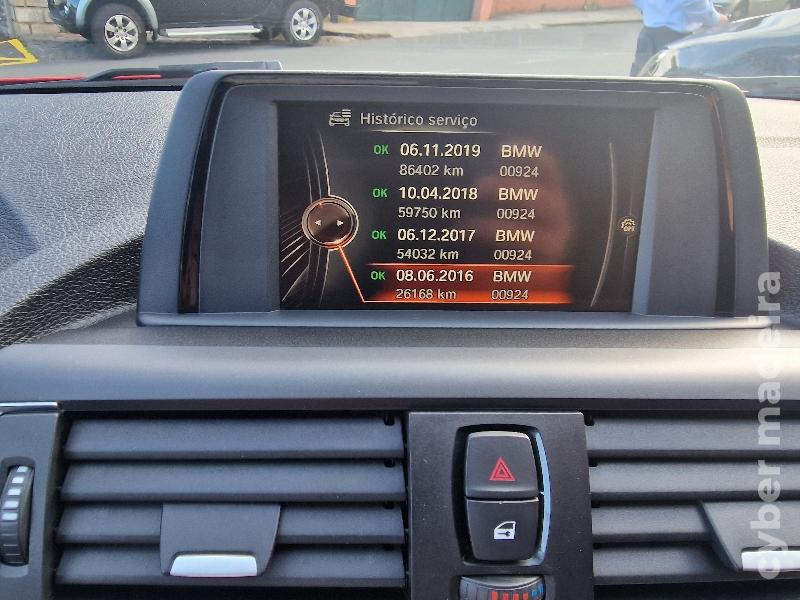 Histórico serviço
OK 06.11.2019 BMW
86402 km 00924
OK 10.04.2018 BMW
59750 km 00924
OK 06.12.2017 BMW
54032 km 00924
OK 08.06.2016 BMW
26168 km 00924
cyber madeira